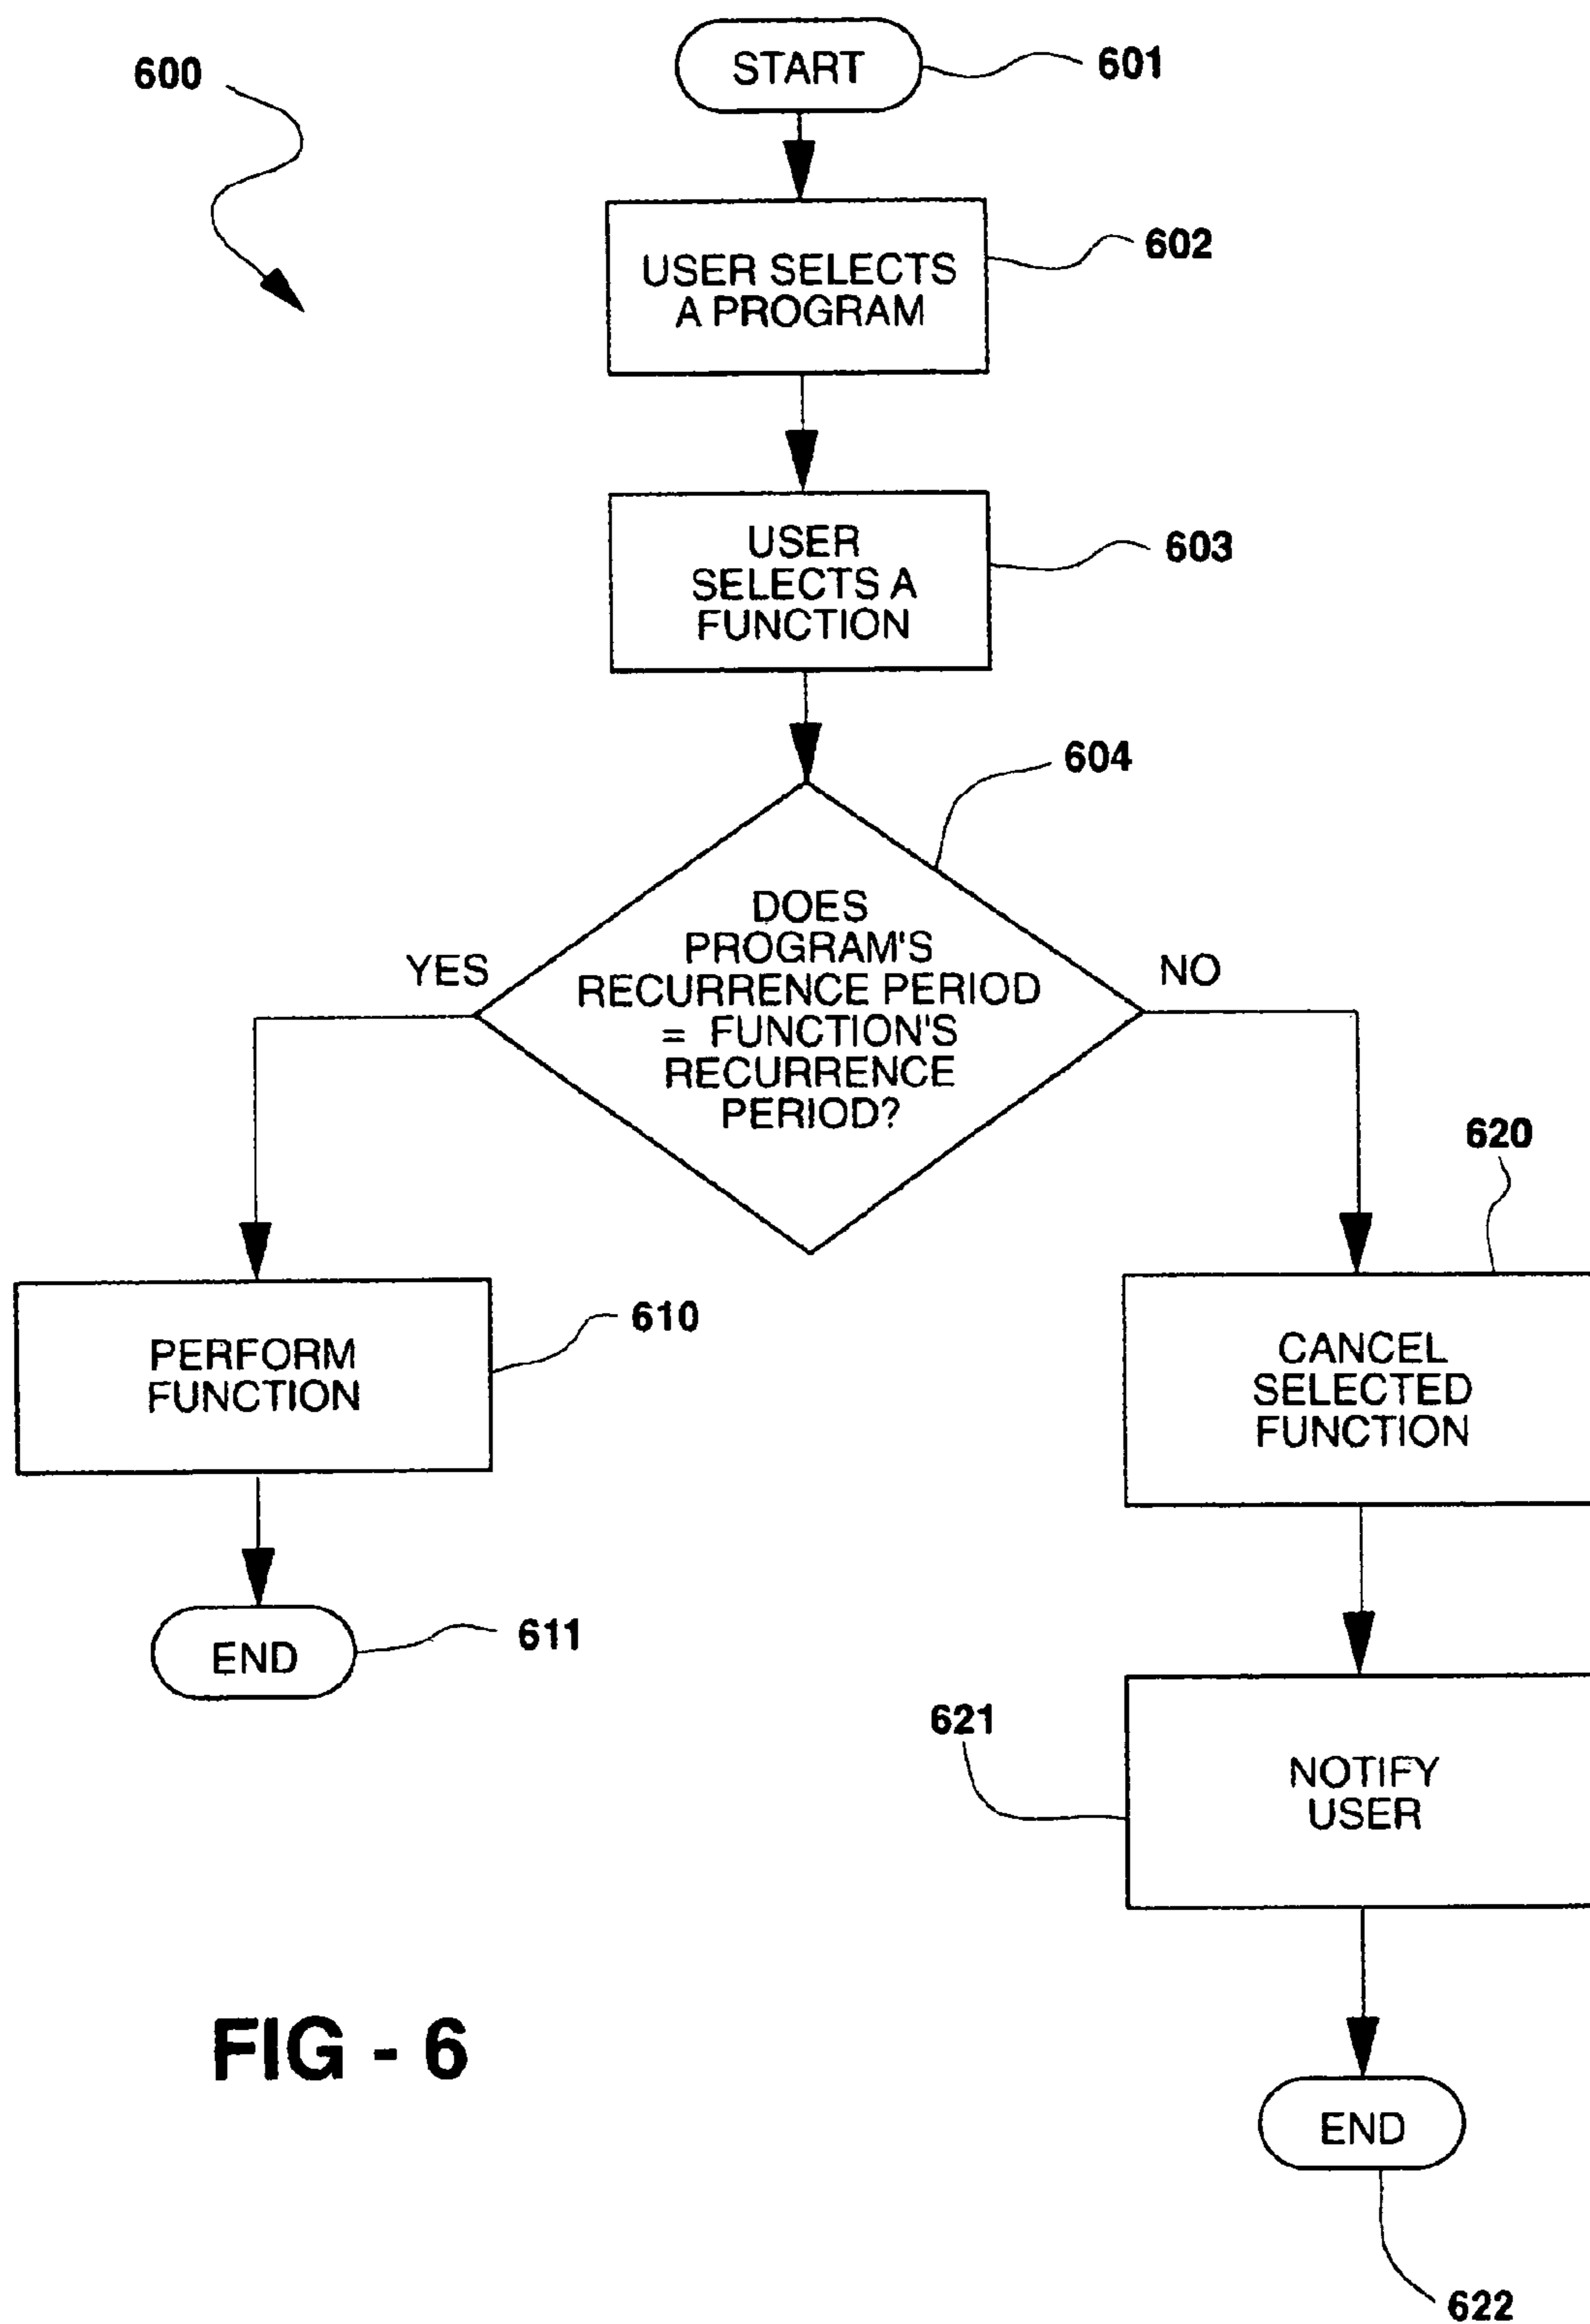 600
START
601
USER SELECTS
A PROGRAM
602
USER
SELECTS A
FUNCTION
603
604
DOES
PROGRAM'S
RECURRENCE PERIOD
= FUNCTION'S
RECURRENCE
PERIOD?
YES
NO
620
PERFORM
FUNCTION
610
CANCEL
SELECTED
FUNCTION
END
611
621
NOTIFY
USER
FIG - 6
END
622